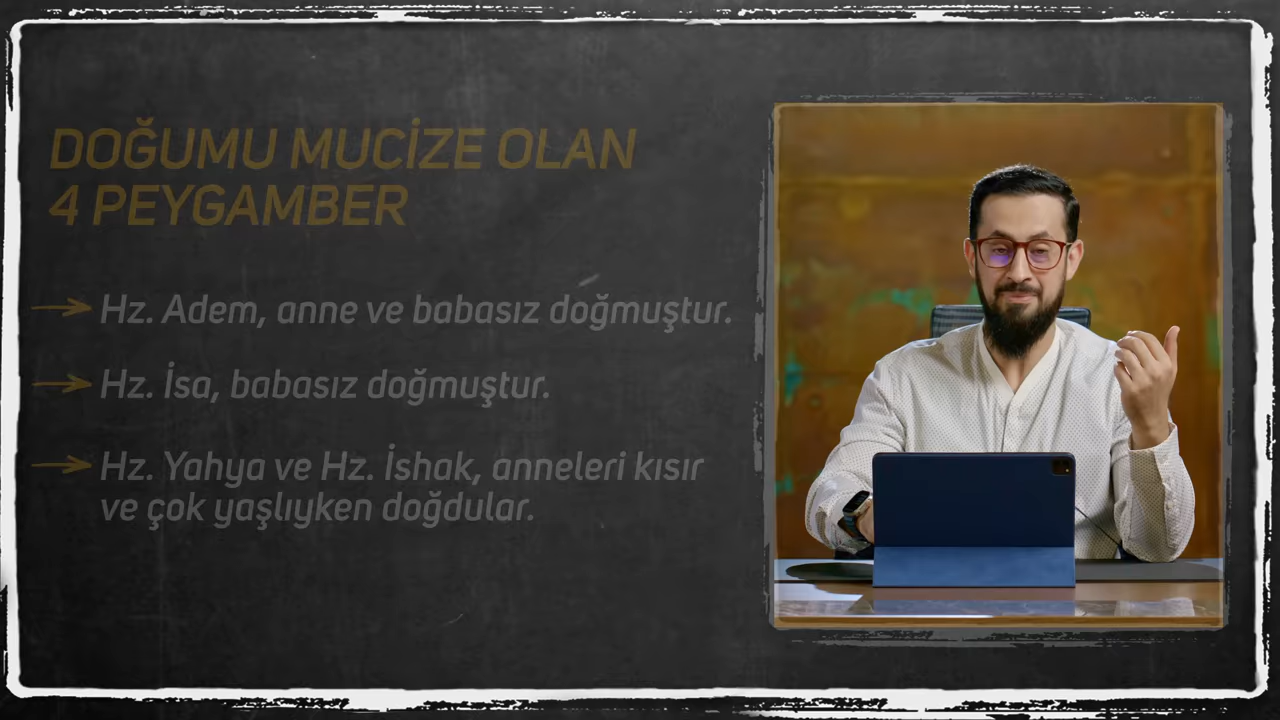 DOĞUMU MUCİZE OLAN
4 PEYGAMBER
Hz. Adem, anne ve babasız doğmuştur.
Hz. İsa, babasız doğmuştur.
Hz. Yahya ve Hz. İshak, anneleri kısır
ve çok yaşlıyken doğdular.